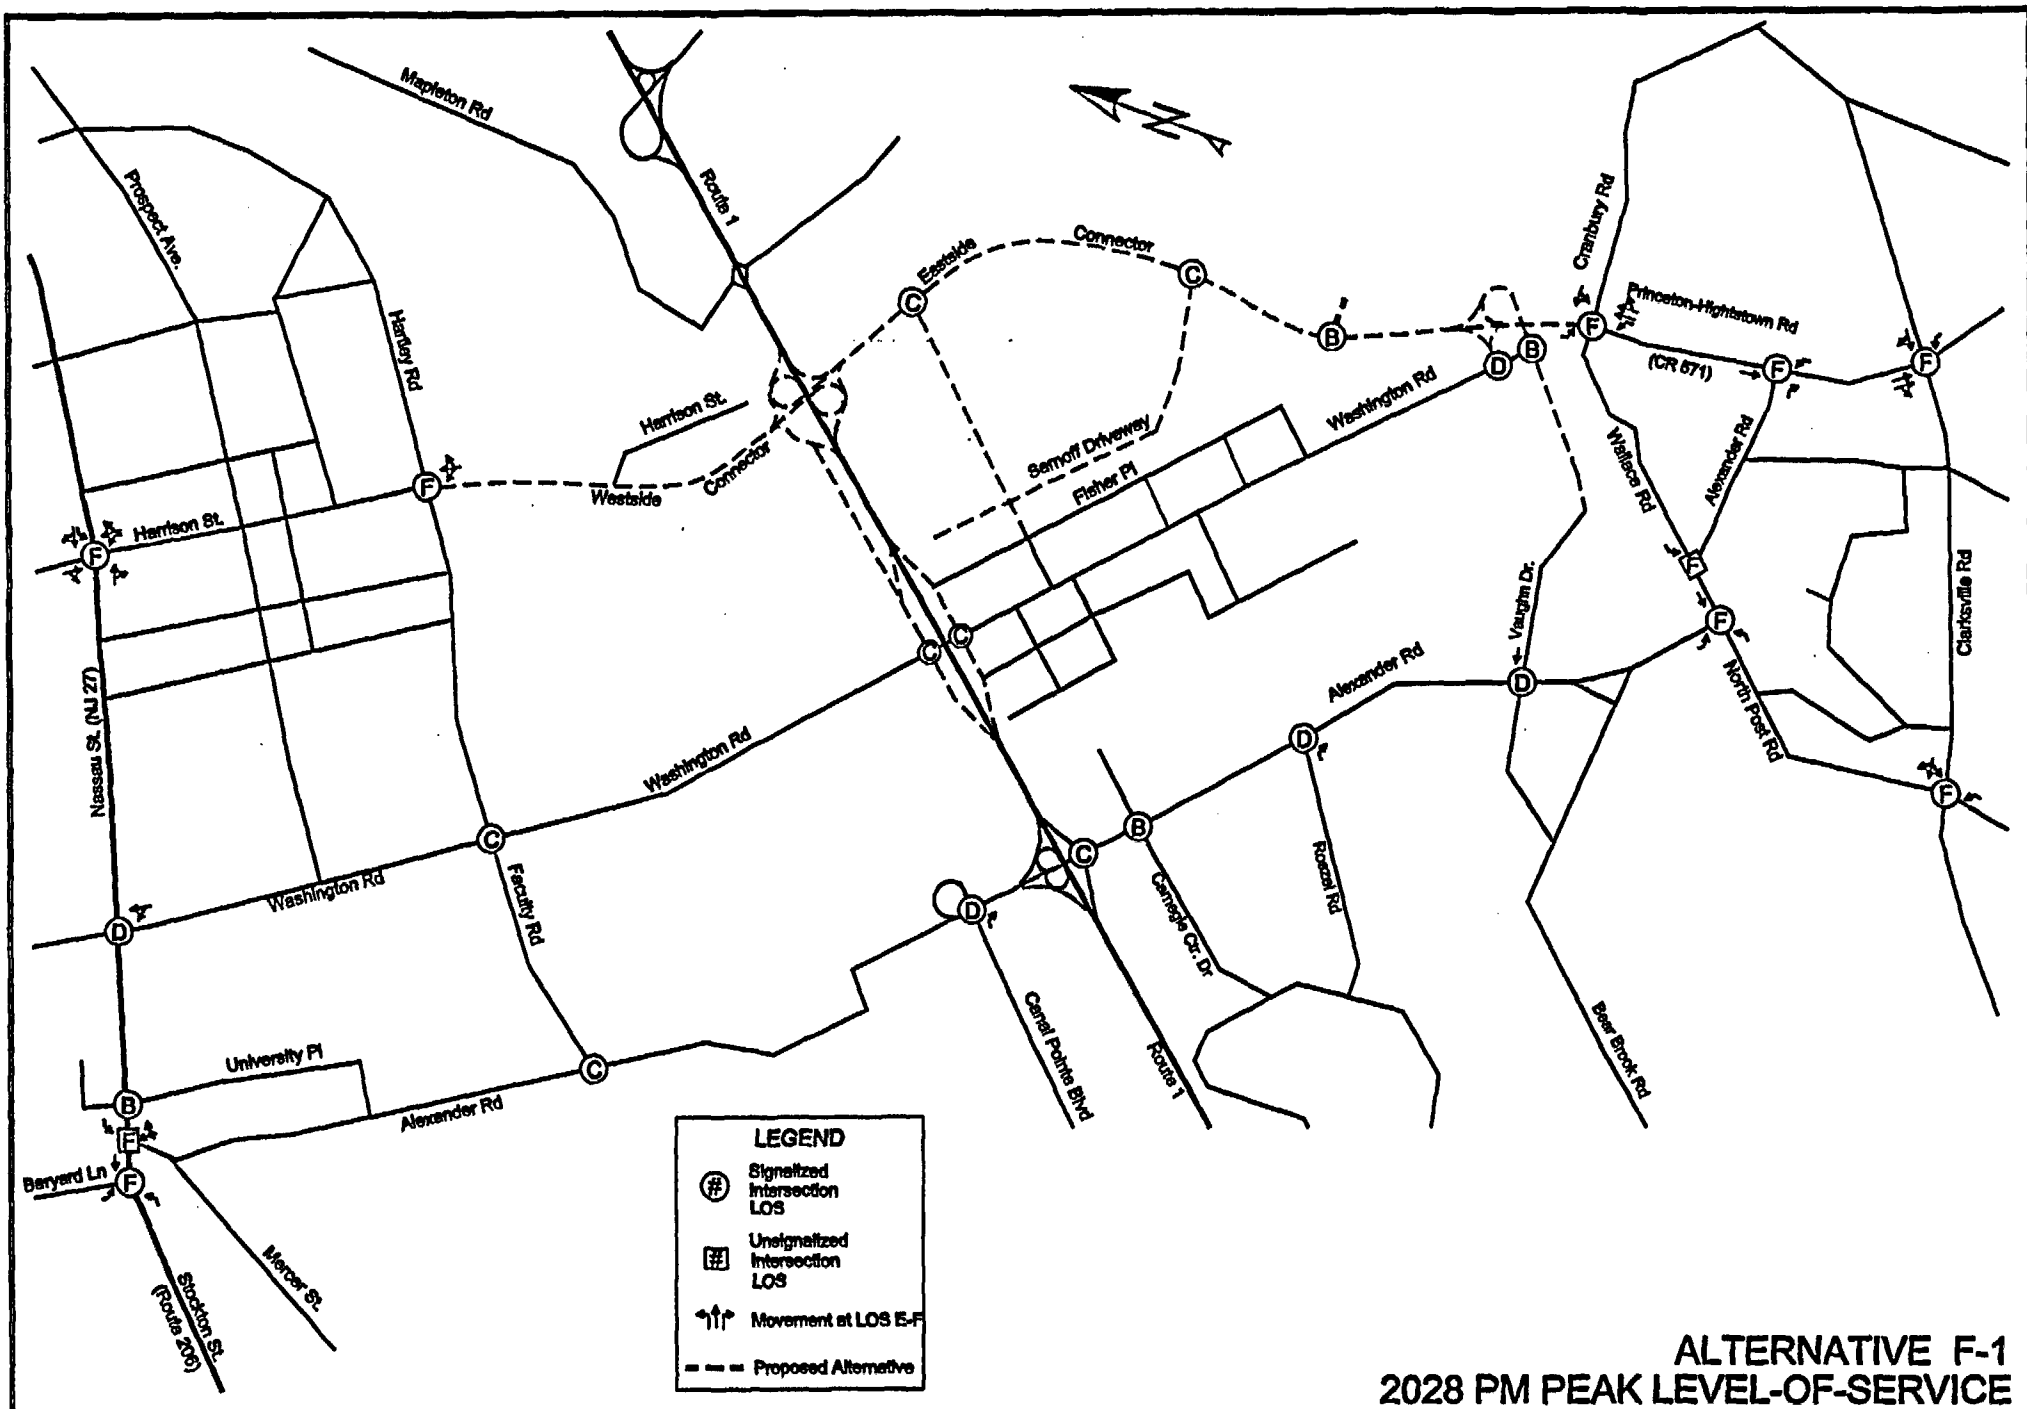 Mapleton Rd
Route 1
N
Prospect Ave.
Hartley Rd
Harrison St.
Westside
Connector
Eastside
Connector
Cranbury Rd
Princeton-Hightstown Rd
(CR 571)
Washington Rd
Sarnoff Driveway
Fisher Pl
Wallace Rd
Alexander Rd
Clarksville Rd
Vaughn Dr.
North Post Rd
Harrison St.
Nassau St. (NJ 27)
Washington Rd
Washington Rd
Faculty Rd
Alexander Rd
Roszel Rd
Carnegie Ctr. Dr
Canal Pointe Blvd
Route 1
Bear Brook Rd
University Pl
Alexander Rd
Mercer St.
Stockton St.
(Route 206)
C
C
B
B
D
F
F
F
F
F
F
D
D
B
C
D
C
C
F
F
C
D
C
B
F
F
LEGEND
# Signalized
Intersection
LOS
# Unsignalized
Intersection
LOS
Movement at LOS E-F
Proposed Alternative
ALTERNATIVE F-1
2028 PM PEAK LEVEL-OF-SERVICE